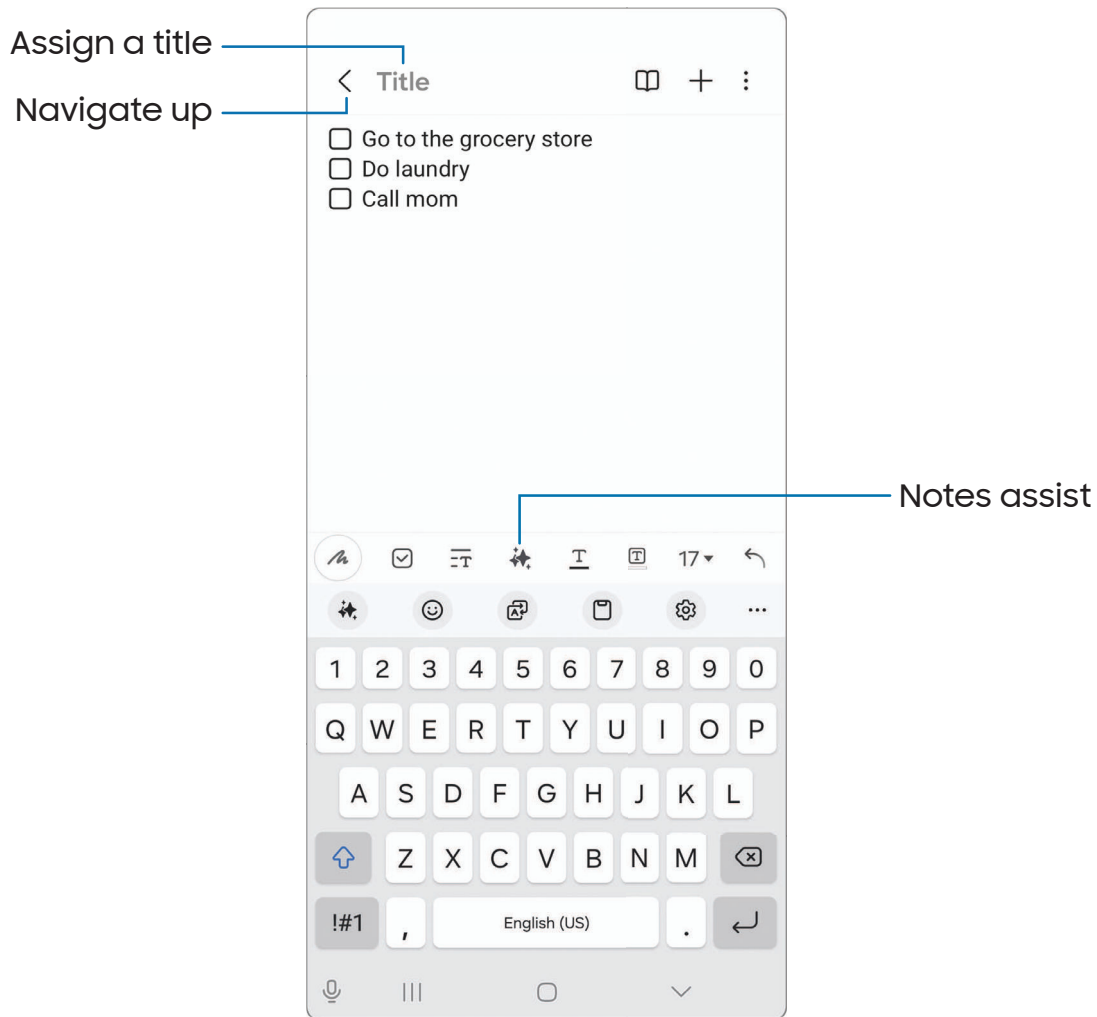 Assign a title
Title
Navigate up
Go to the grocery store
Do laundry
Call mom
Notes assist
T T T 17
A
1 2 3 4 5 6 7 8 9 0
Q W E R T Y U I O P
A S D F G H J K L
Z X C V B N M
!#1 , English (US) .